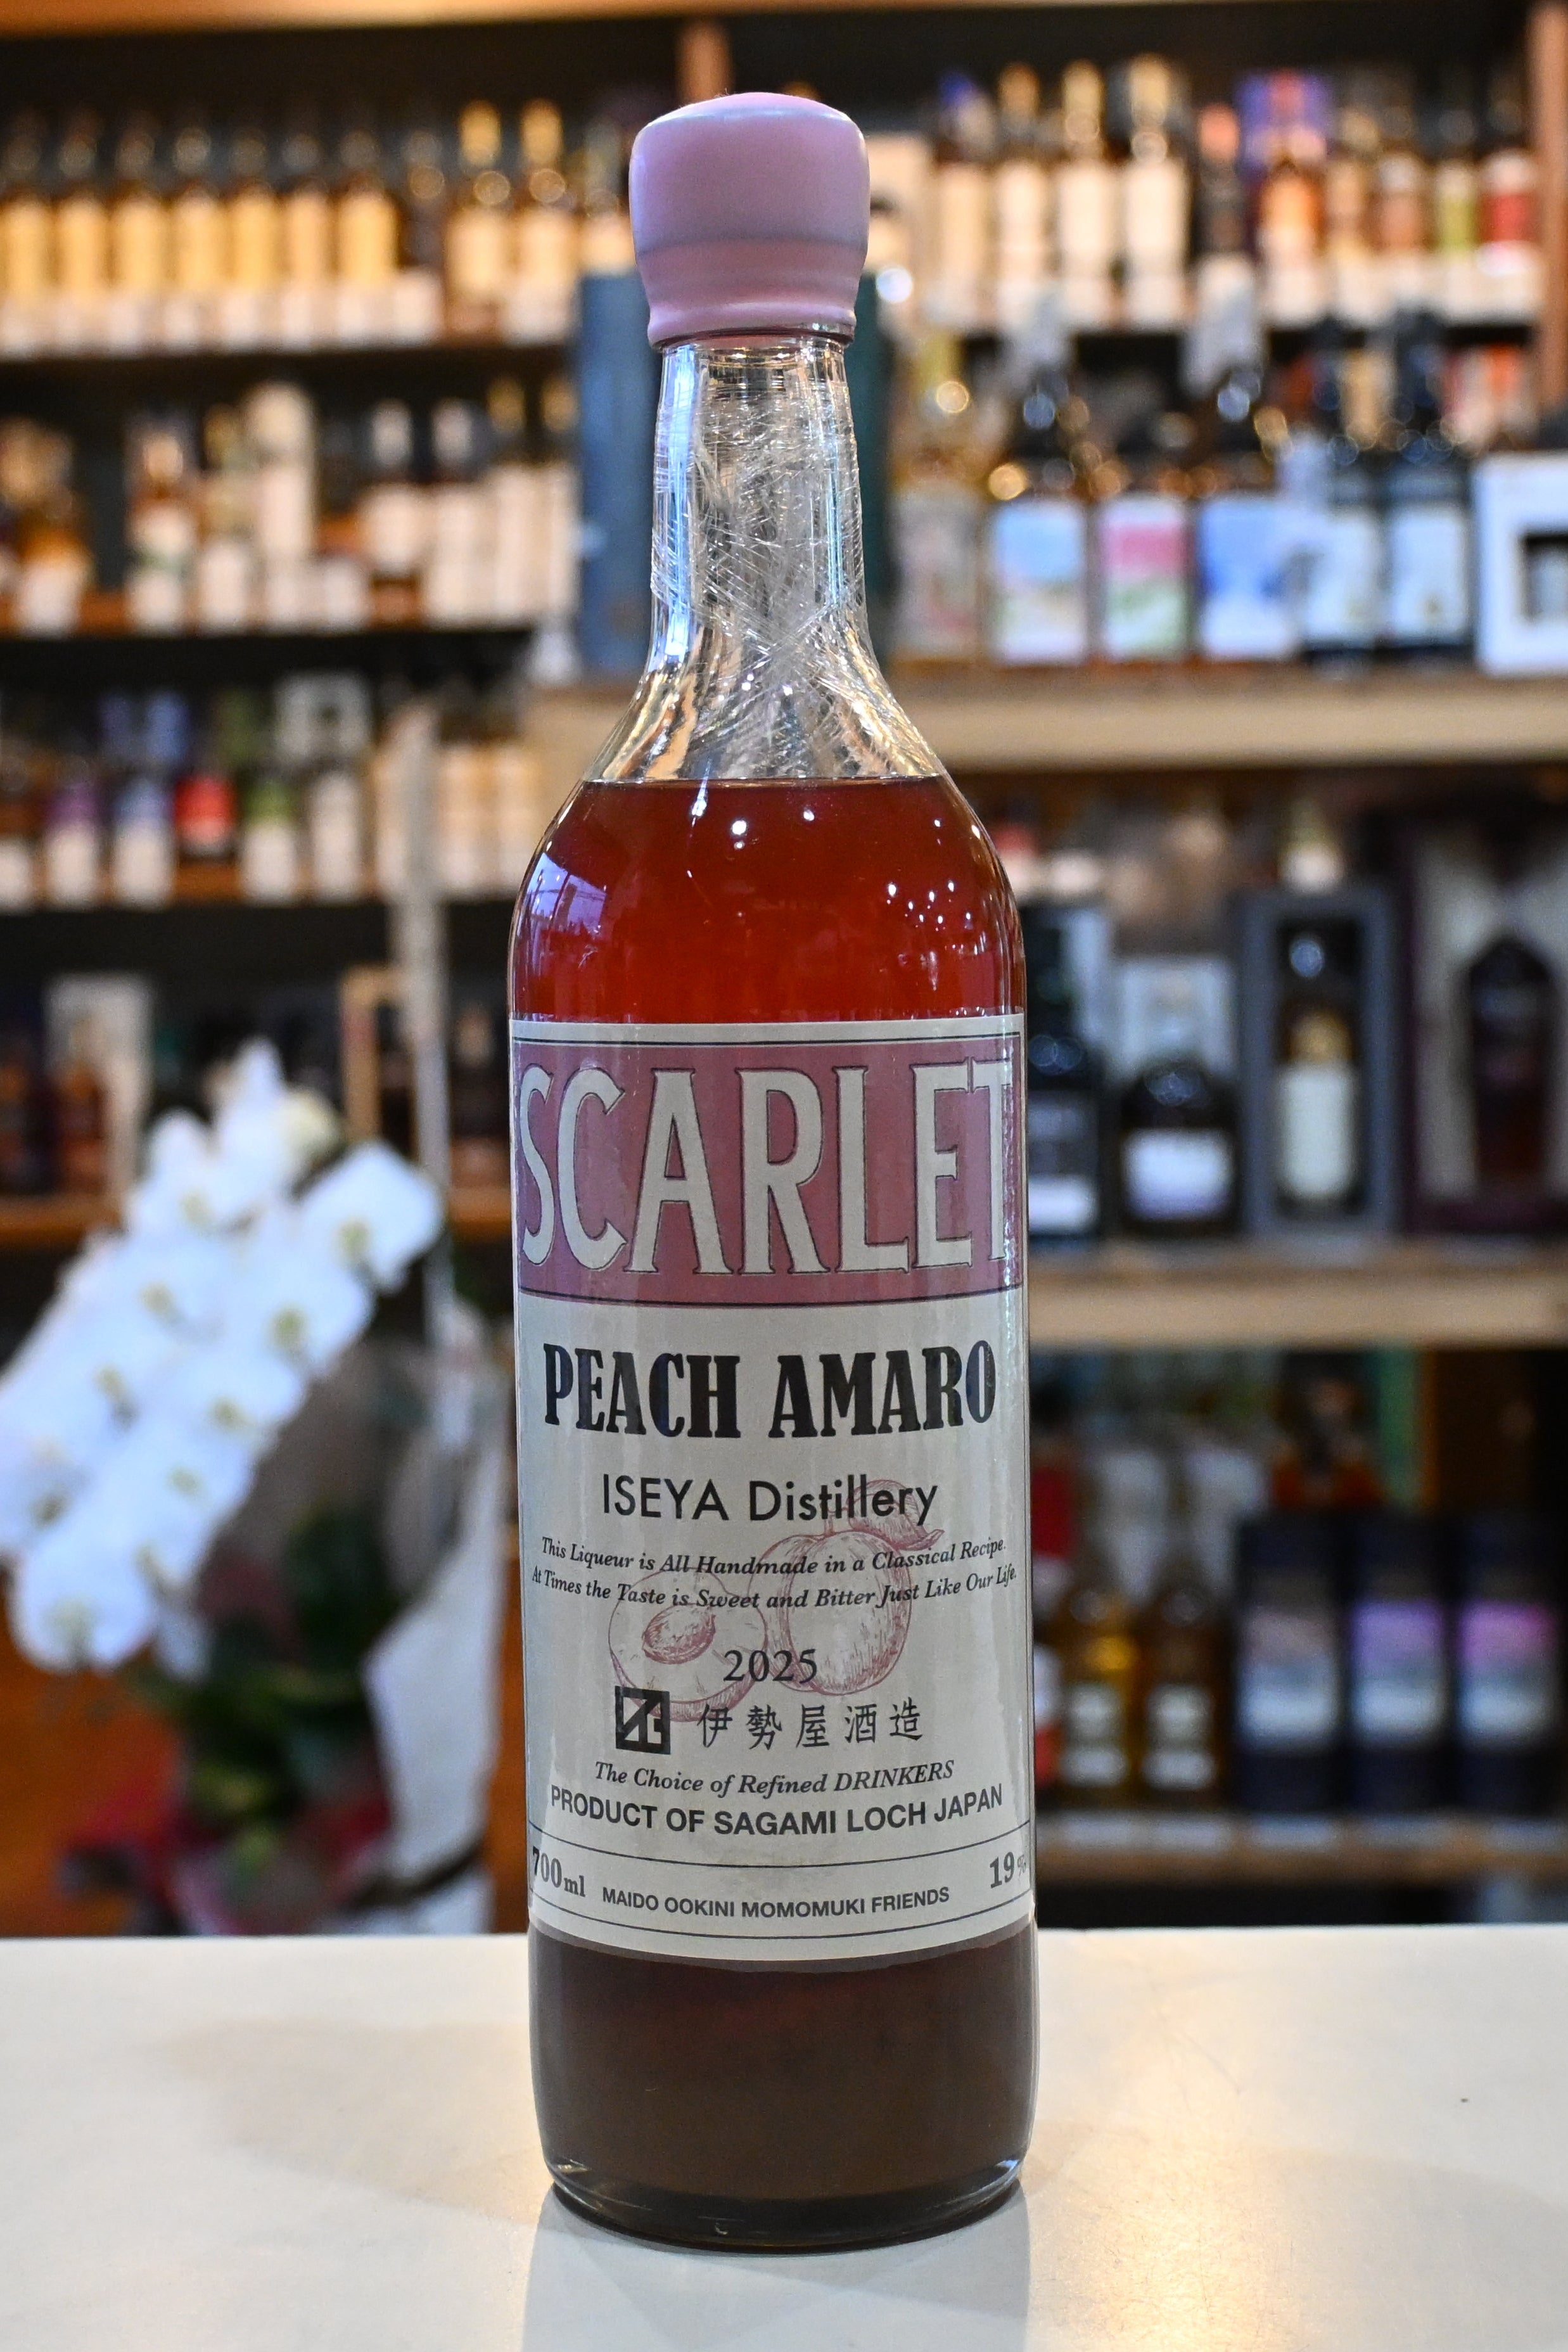 SCARLET
PEACH AMARO
ISEYA Distillery
This Liqueur is All Handmade in a Classical Recipe.
At Times the Taste is Sweet and Bitter Just Like Our Life.
2025
伊勢屋酒造
The Choice of Refined DRINKERS
PRODUCT OF SAGAMI LOCH JAPAN
700ml MAIDO OOKINI MOMOMUKI FRIENDS 19%